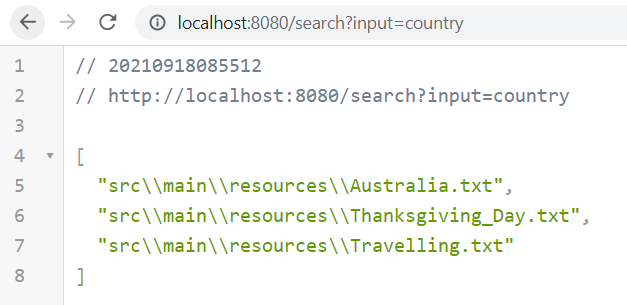 localhost:8080/search?input=country
1 // 20210918085512
2 // http://localhost:8080/search?input=country
3
4 [
5 "src\\main\\resources\\Australia.txt",
6 "src\\main\\resources\\Thanksgiving_Day.txt",
7 "src\\main\\resources\\Travelling.txt"
8 ]